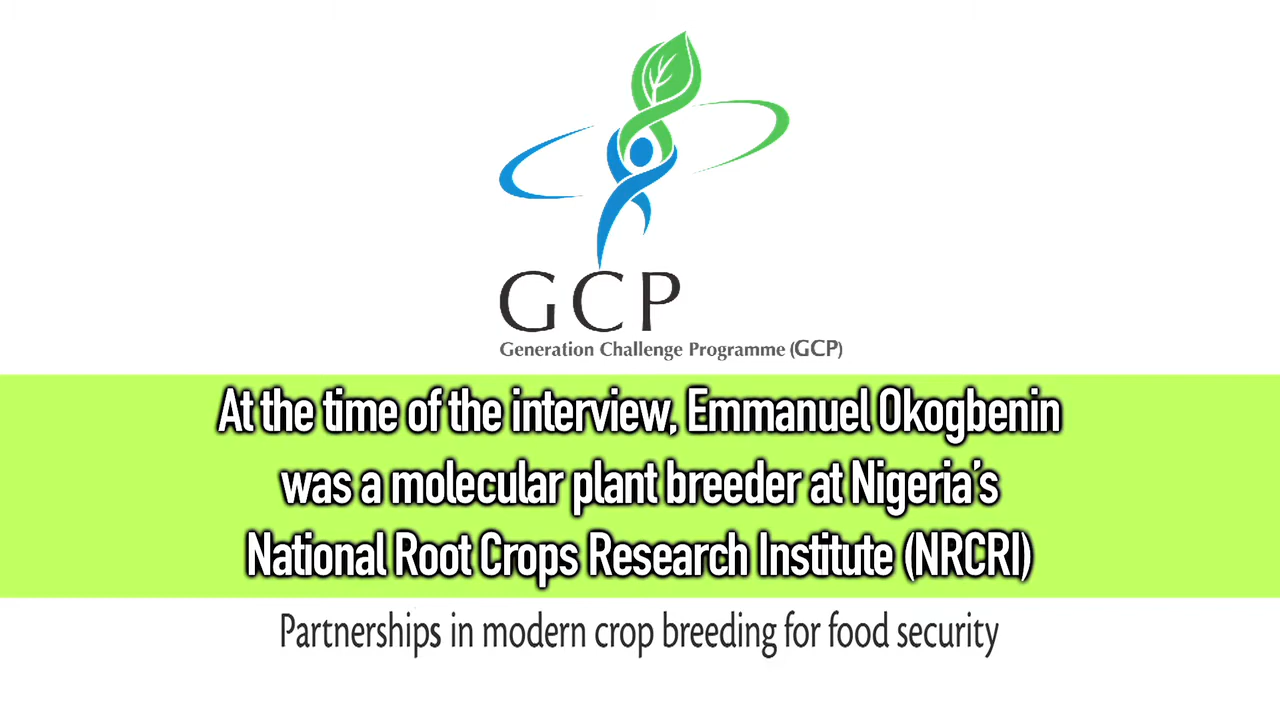 GCP
Generation Challenge Programme (GCP)
At the time of the interview, Emmanuel Okogbenin
was a molecular plant breeder at Nigeria’s
National Root Crops Research Institute (NRCRI)
Partnerships in modern crop breeding for food security